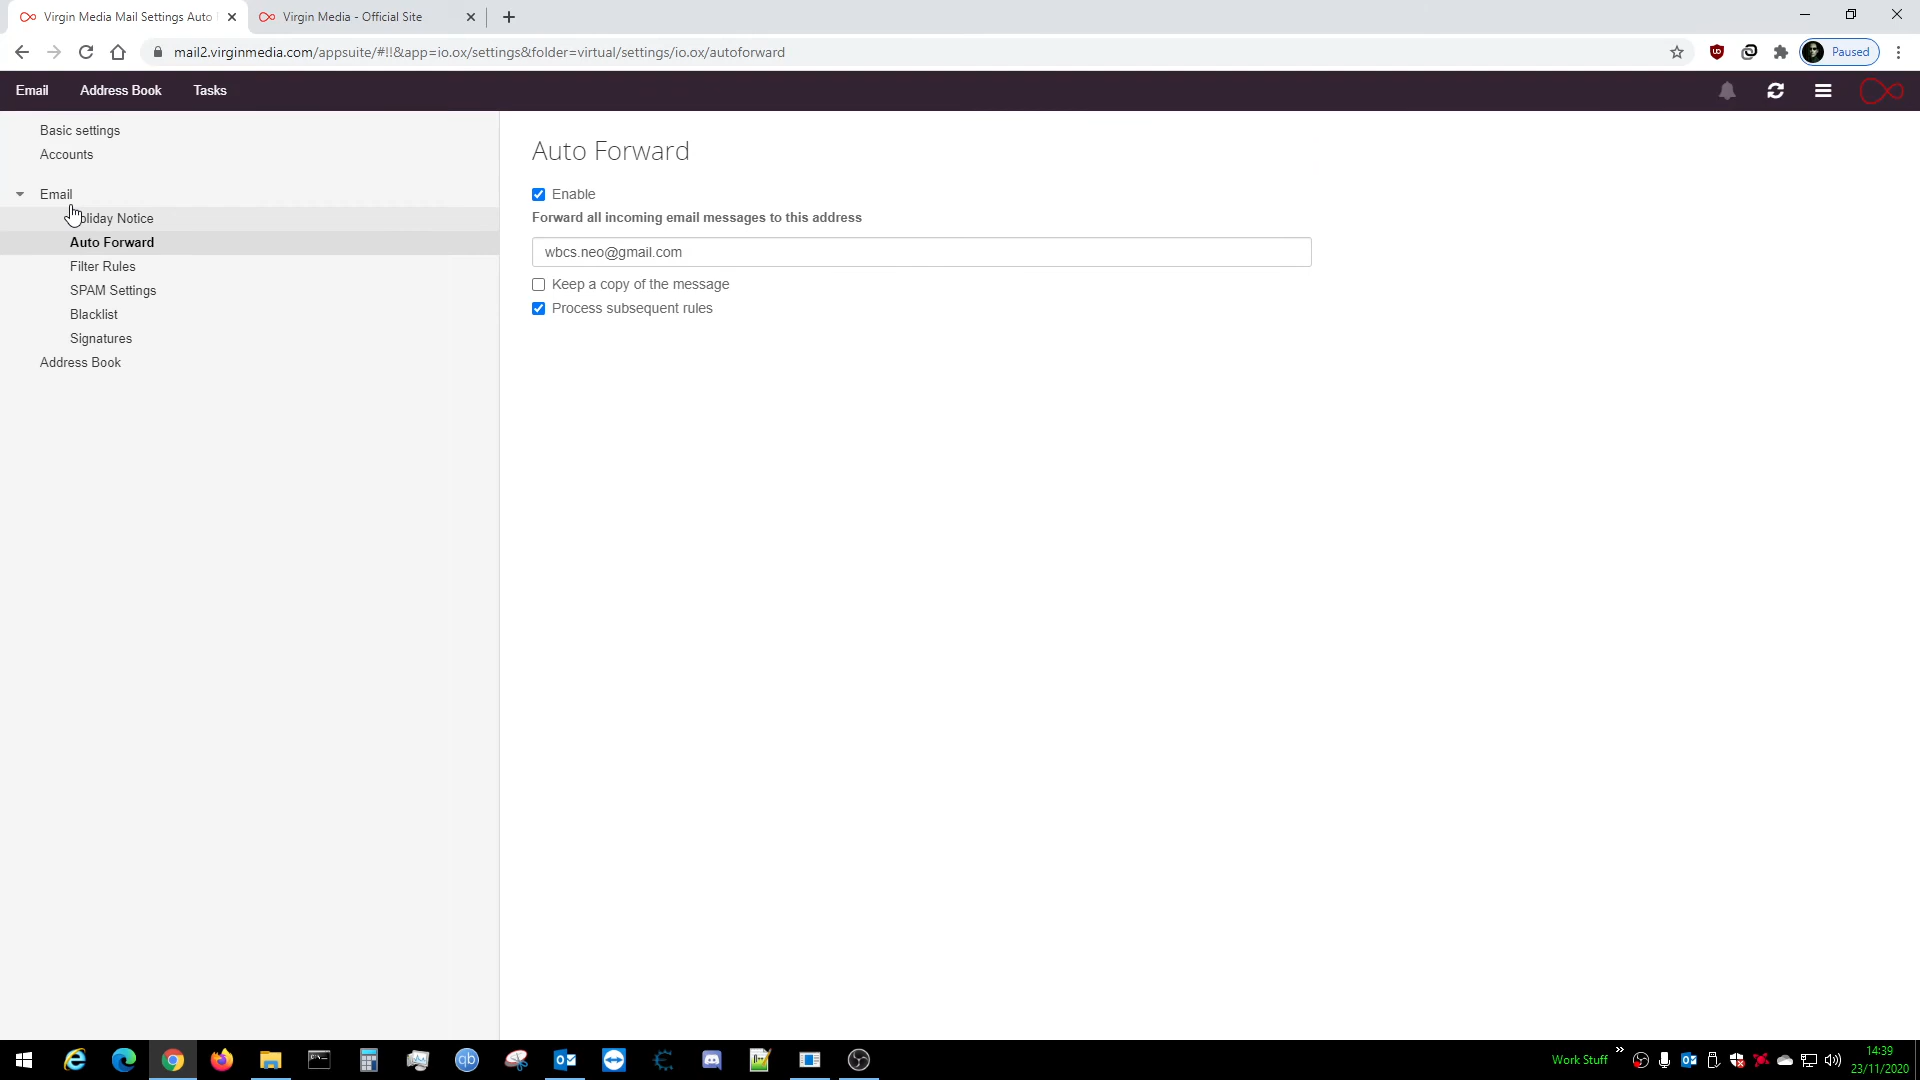 Virgin Media Mail Settings Auto
Virgin Media - Official Site
mail2.virginmedia.com/appsuite/#!!&app=io.ox/settings&folder=virtual/settings/io.ox/autoforward
Paused
Email
Address Book
Tasks
Basic settings
Accounts
Email
oliday Notice
Auto Forward
Filter Rules
SPAM Settings
Blacklist
Signatures
Address Book
Auto Forward
Enable
Forward all incoming email messages to this address
wbcs.neo@gmail.com
Keep a copy of the message
Process subsequent rules
qb
Work Stuff
14:39
23/11/2020